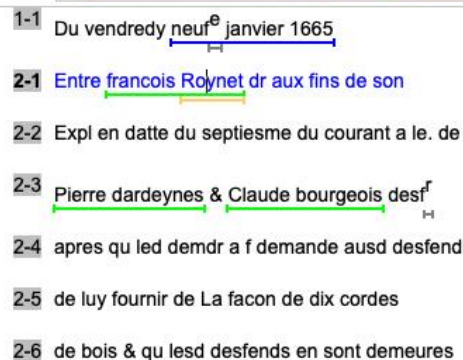 1-1 Du vendredy neufe janvier 1665
2-1 Entre francois Roynet dr aux fins de son
2-2 Expl en datte du septiesme du courant a le. de
2-3 Pierre dardeynes & Claude bourgeois desfr
2-4 apres qu led demdr a f demande ausd desfend
2-5 de luy fournir de La facon de dix cordes
2-6 de bois & qu lesd desfends en sont demeures